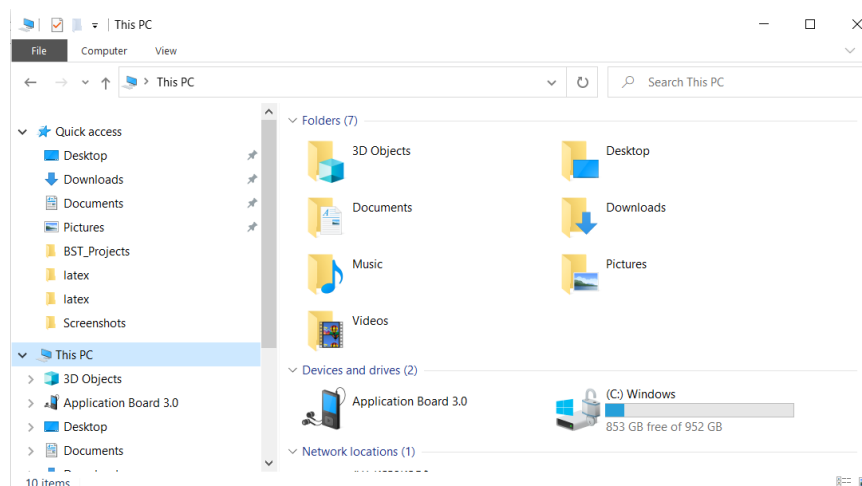 This PC
File Computer View
This PC
Search This PC
Quick access
Desktop
Downloads
Documents
Pictures
BST_Projects
latex
latex
Screenshots
This PC
3D Objects
Application Board 3.0
Desktop
Documents
Folders (7)
3D Objects
Desktop
Documents
Downloads
Music
Pictures
Videos
Devices and drives (2)
Application Board 3.0
(C:) Windows
853 GB free of 952 GB
Network locations (1)
10 items